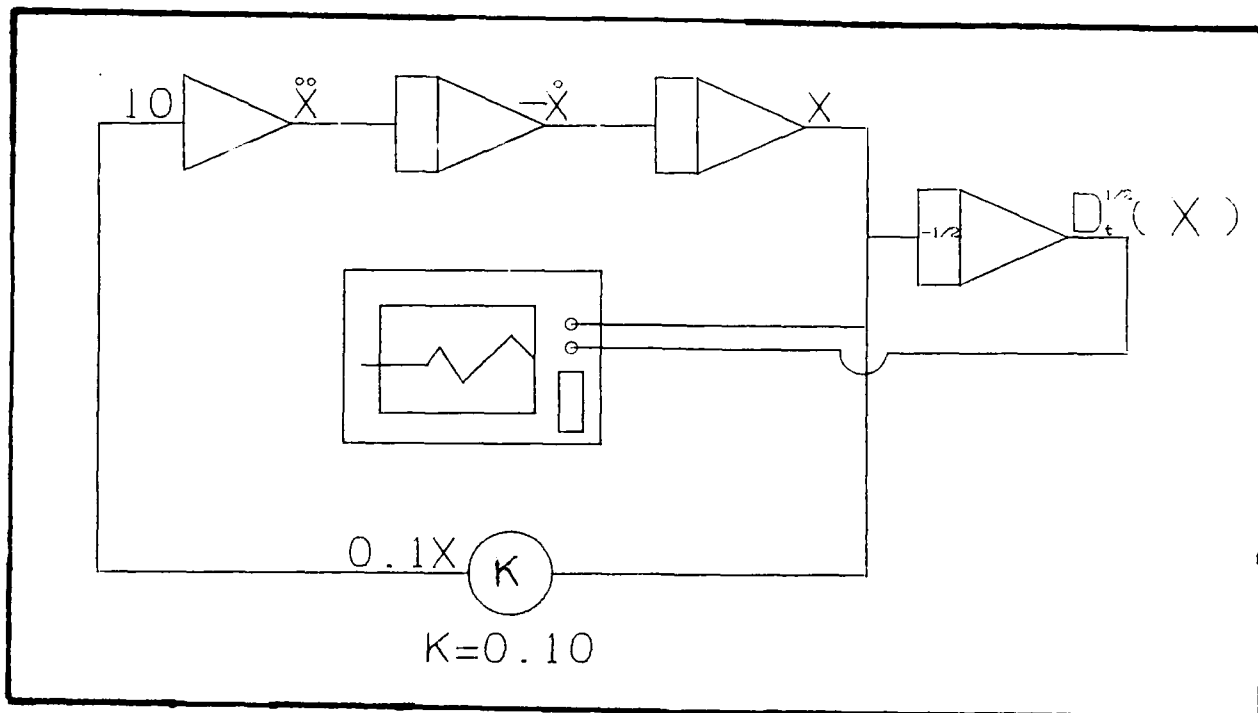 10
Ẍ
-Ẋ
X
-1/2
D_t^{1/2}(X)
0.1X
K
K=0.10